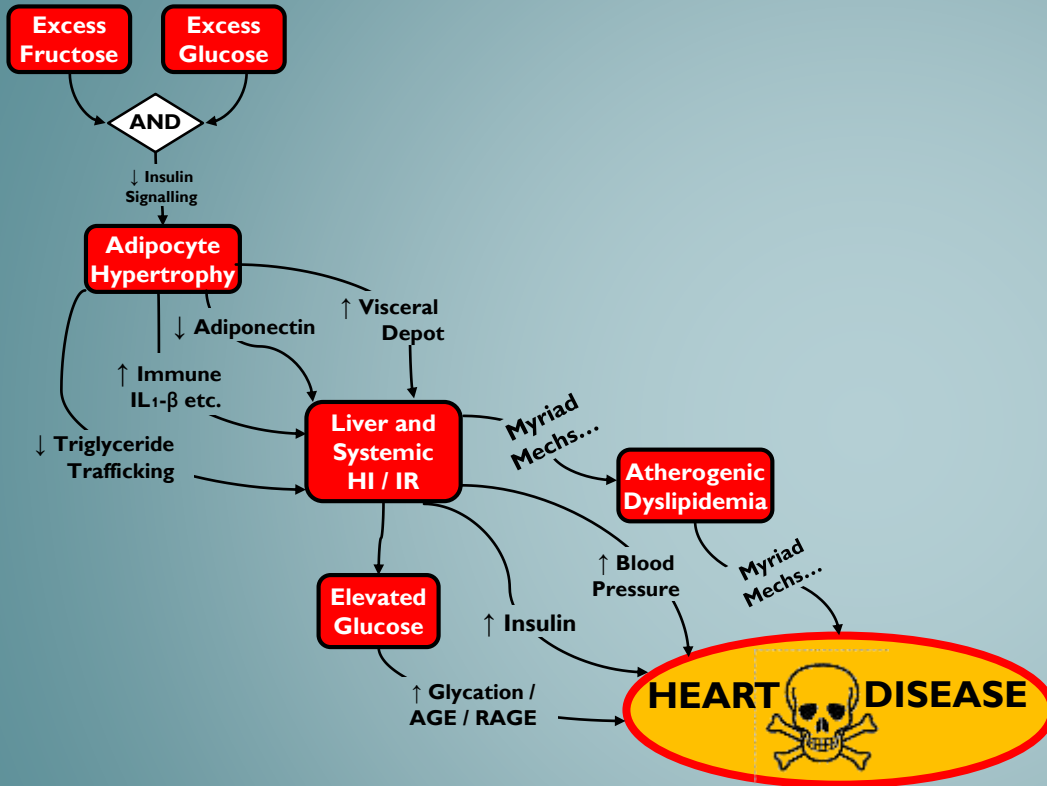 Excess
Fructose
Excess
Glucose
AND
↓ Insulin
Signalling
Adipocyte
Hypertrophy
↓ Adiponectin
↑ Visceral
Depot
↑ Immune
IL1-β etc.
↓ Triglyceride
Trafficking
Liver and
Systemic
HI / IR
Myriad
Mechs...
Atherogenic
Dyslipidemia
↑ Blood
Pressure
Myriad
Mechs...
Elevated
Glucose
↑ Insulin
↑ Glycation /
AGE / RAGE
HEART DISEASE